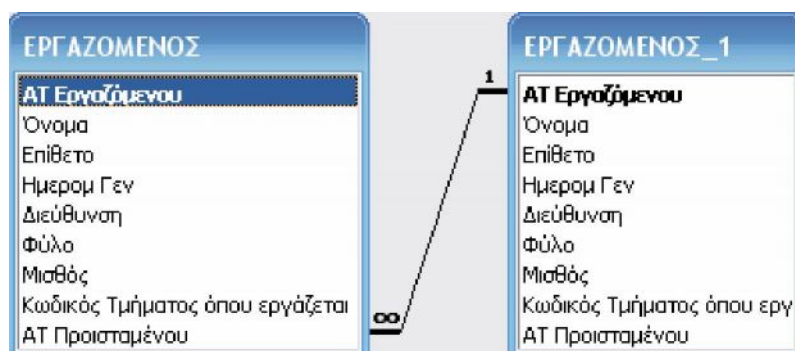 ΕΡΓΑΖΟΜΕΝΟΣ
ΑΤ Εργαζόμενου
Όνομα
Επίθετο
Ημερομ Γεν
Διεύθυνση
Φύλο
Μισθός
Κωδικός Τμήματος όπου εργάζεται
ΑΤ Προισταμένου
∞
1
ΕΡΓΑΖΟΜΕΝΟΣ_1
ΑΤ Εργαζόμενου
Όνομα
Επίθετο
Ημερομ Γεν
Διεύθυνση
Φύλο
Μισθός
Κωδικός Τμήματος όπου εργ
ΑΤ Προισταμένου